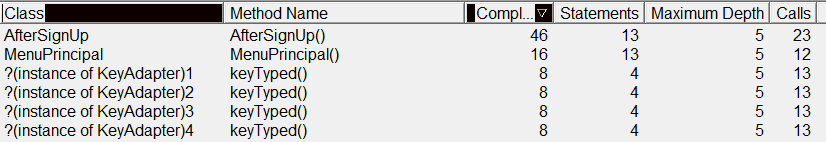 Class Method Name Compl... Statements Maximum Depth Calls
AfterSignUp AfterSignUp() 46 13 5 23
MenuPrincipal MenuPrincipal() 16 13 5 12
?(instance of KeyAdapter)1 keyTyped() 8 4 5 13
?(instance of KeyAdapter)2 keyTyped() 8 4 5 13
?(instance of KeyAdapter)3 keyTyped() 8 4 5 13
?(instance of KeyAdapter)4 keyTyped() 8 4 5 13